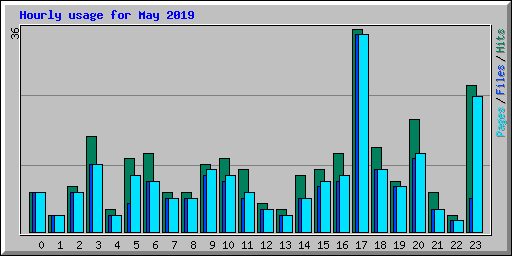 Hourly usage for May 2019
36
Pages / Files / Hits
0 1 2 3 4 5 6 7 8 9 10 11 12 13 14 15 16 17 18 19 20 21 22 23